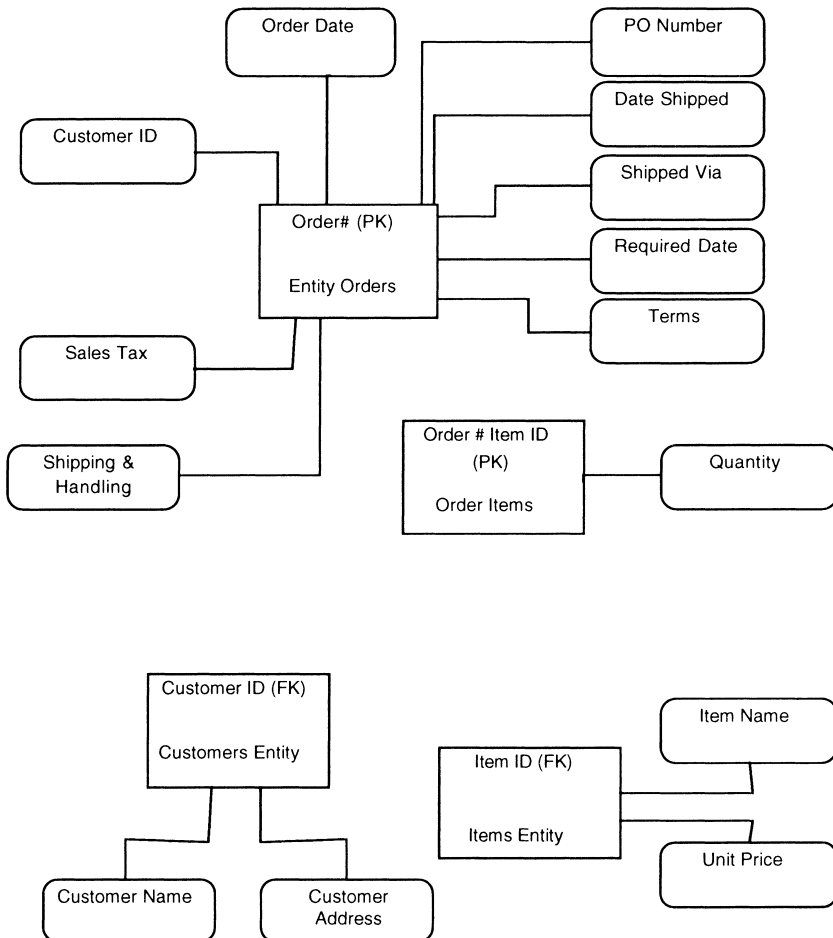 Order Date
PO Number
Date Shipped
Customer ID
Shipped Via
Order# (PK)
Entity Orders
Required Date
Terms
Sales Tax
Order # Item ID
(PK)
Order Items
Quantity
Shipping &
Handling
Customer ID (FK)
Customers Entity
Item Name
Item ID (FK)
Items Entity
Unit Price
Customer Name
Customer
Address